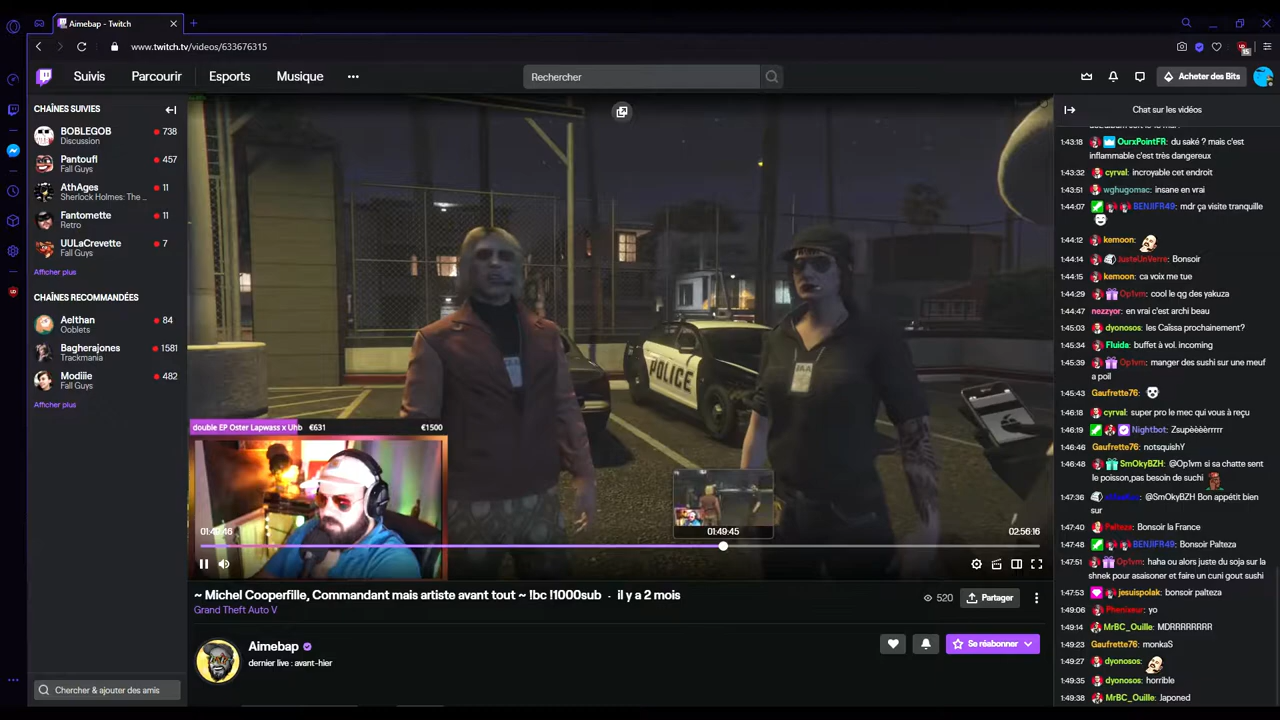 Aimebap - Twitch
www.twitch.tv/videos/633676315
15
Suivis
Parcourir
Esports
Musique
Rechercher
Acheter des Bits
CHAÎNES SUIVIES
BOBLEGOB
738
Discussion
Pantoufl
457
Fall Guys
AthAges
11
Sherlock Holmes: The ...
Fantomette
11
Retro
UULaCrevette
7
Fall Guys
Afficher plus
CHAÎNES RECOMMANDÉES
Aelthan
84
Ooblets
Bagherajones
1581
Trackmania
Modiiie
482
Fall Guys
Afficher plus
Chercher & ajouter des amis
POLICE
double EP Oster Lapwass x Uhb
€631
€1500
01:49:46
01:49:45
02:56:16
~ Michel Cooperfille, Commandant mais artiste avant tout ~ !bc !1000sub - il y a 2 mois
Grand Theft Auto V
520
Partager
Aimebap
dernier live : avant-hier
Se réabonner
Chat sur les vidéos
1:43:18 OurxPointFR: du saké ? mais c'est
inflammable c'est très dangereux
1:43:32 cyrval: incroyable cet endroit
1:43:51 wghugomac: insane en vrai
1:44:07 BENJIFR49: mdr ça visite tranquille
1:44:12 kemoon:
1:44:14 JusteUnVerre: Bonsoir
1:44:15 kemoon: ca voix me tue
1:44:29 Op1vm: cool le qg des yakuza
1:44:47 nezzyor: en vrai c'est archi beau
1:45:03 dyonosos: les Caïssa prochainement?
1:45:34 Fluida: buffet à vol. incoming
1:45:39 Op1vm: manger des sushi sur une meuf
a poil
1:45:43 Gaufrette76:
1:46:18 cyrval: super pro le mec qui vous à reçu
1:46:19 Nightbot: Zsupèèèèrrrrr
1:46:46 Gaufrette76: notsquishY
1:46:48 SmOkyBZH: @Op1vm si sa chatte sent
le poisson,pas besoin de suchi
1:47:36 @SmOkyBZH Bon appétit bien
sur
1:47:40 Palteza: Bonsoir la France
1:47:48 BENJIFR49: Bonsoir Palteza
1:47:51 Op1vm: haha ou alors juste du soja sur la
shnek pour asaisoner et faire un cuni gout sushi
1:47:53 jesuispolak: bonsoir palteza
1:49:06 Phenixeur: yo
1:49:14 MrBC_Ouille: MDRRRRRRRR
1:49:23 Gaufrette76: monkaS
1:49:27 dyonosos:
1:49:35 dyonosos: horrible
1:49:38 MrBC_Ouille: Japoned